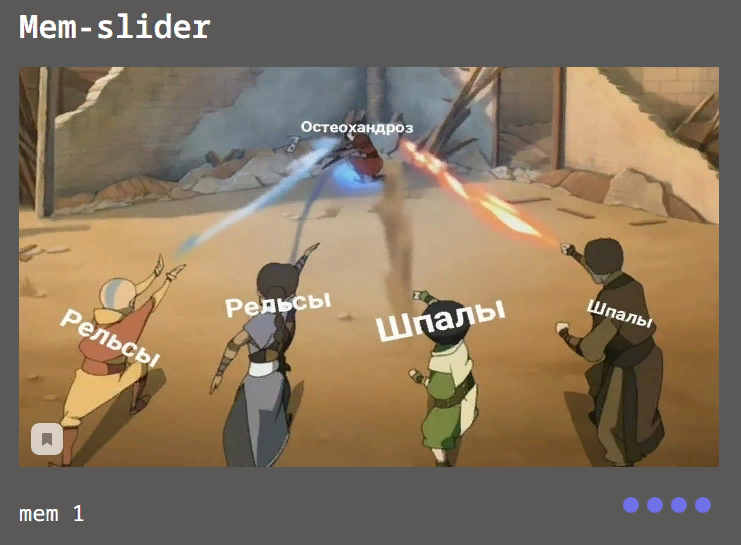 Mem-slider
Остеохандроз
Рельсы
Рельсы
Шпалы
Шпалы
mem 1